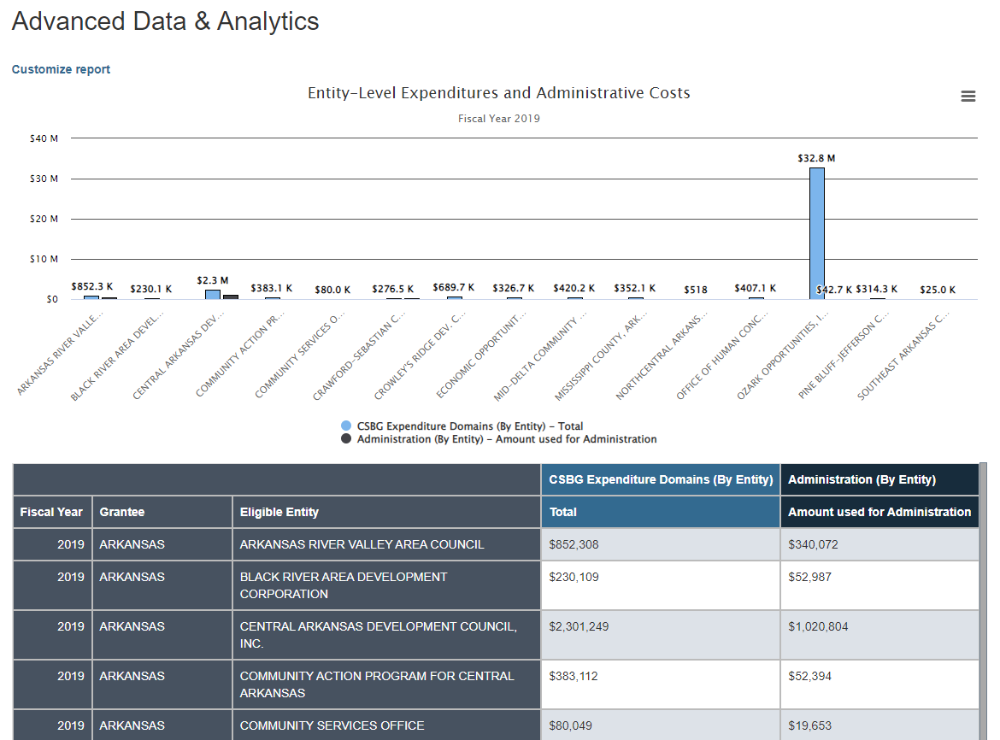 Advanced Data & Analytics
Customize report
Entity-Level Expenditures and Administrative Costs
Fiscal Year 2019
$40 M
$30 M
$20 M
$10 M
$0
$852.3 K
$230.1 K
$2.3 M
$383.1 K
$80.0 K
$276.5 K
$689.7 K
$326.7 K
$420.2 K
$352.1 K
$518
$407.1 K
$32.8 M
$42.7 K
$314.3 K
$25.0 K
ARKANSAS RIVER VALLE...
BLACK RIVER AREA DEVEL...
CENTRAL ARKANSAS DEV...
COMMUNITY ACTION PR...
COMMUNITY SERVICES O...
CRAWFORD-SEBASTIAN C...
CROWLEY'S RIDGE DEV. C...
ECONOMIC OPPORTUNIT...
MID-DELTA COMMUNITY ...
MISSISSIPPI COUNTY, ARK...
NORTHCENTRAL ARKANS...
OFFICE OF HUMAN CONC...
OZARK OPPORTUNITIES, I...
PINE BLUFF-JEFFERSON C...
SOUTHEAST ARKANSAS C...
CSBG Expenditure Domains (By Entity) - Total
Administration (By Entity) - Amount used for Administration
CSBG Expenditure Domains (By Entity) Administration (By Entity)
Fiscal Year Grantee Eligible Entity Total Amount used for Administration
2019 ARKANSAS ARKANSAS RIVER VALLEY AREA COUNCIL $852,308 $340,072
2019 ARKANSAS BLACK RIVER AREA DEVELOPMENT $230,109 $52,987
CORPORATION
2019 ARKANSAS CENTRAL ARKANSAS DEVELOPMENT COUNCIL, $2,301,249 $1,020,804
INC.
2019 ARKANSAS COMMUNITY ACTION PROGRAM FOR CENTRAL $383,112 $52,394
ARKANSAS
2019 ARKANSAS COMMUNITY SERVICES OFFICE $80,049 $19,653